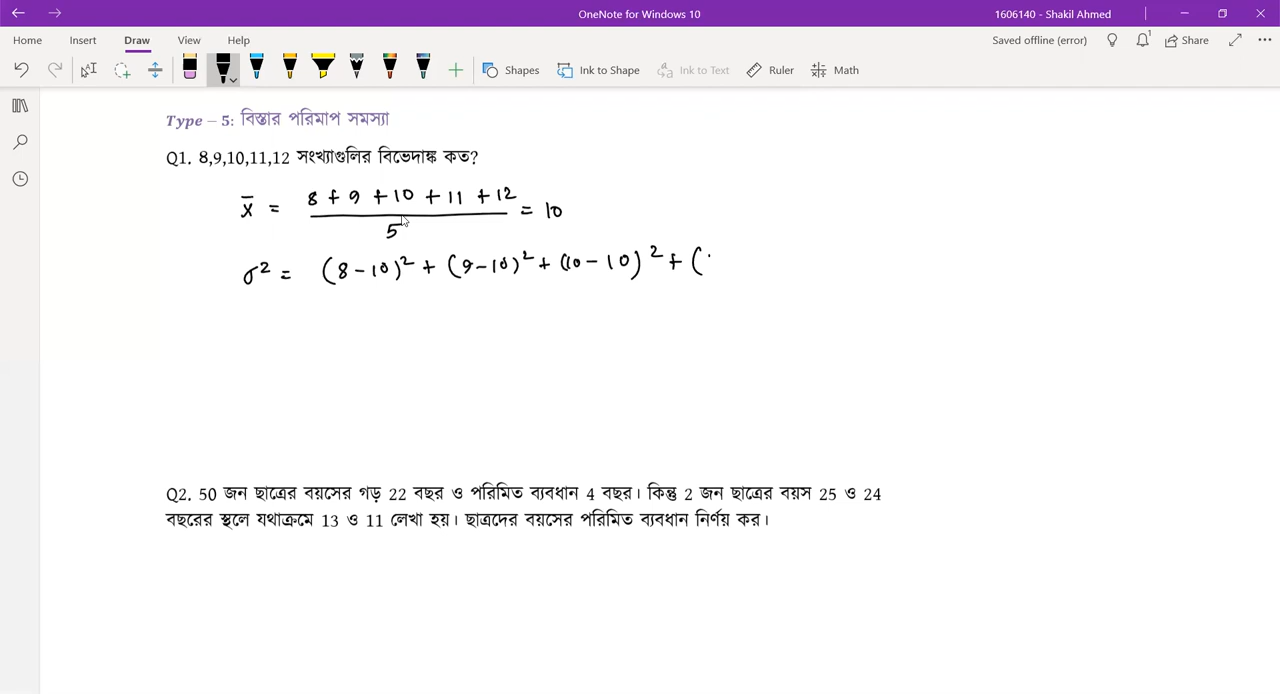 OneNote for Windows 10
1606140 - Shakil Ahmed
Home Insert Draw View Help
Saved offline (error) 1 Share
Shapes Ink to Shape Ink to Text Ruler Math
Type – 5: বিস্তার পরিমাপ সমস্যা
Q1. 8,9,10,11,12 সংখ্যাগুলির বিভেদাঙ্ক কত?
x̄ = (8 + 9 + 10 + 11 + 12) / 5 = 10
σ² = (8-10)² + (9-10)² + (10-10)² + (
Q2. 50 জন ছাত্রের বয়সের গড় 22 বছর ও পরিমিত ব্যবধান 4 বছর। কিন্তু 2 জন ছাত্রের বয়স 25 ও 24
বছরের স্থলে যথাক্রমে 13 ও 11 লেখা হয়। ছাত্রদের বয়সের পরিমিত ব্যবধান নির্ণয় কর।